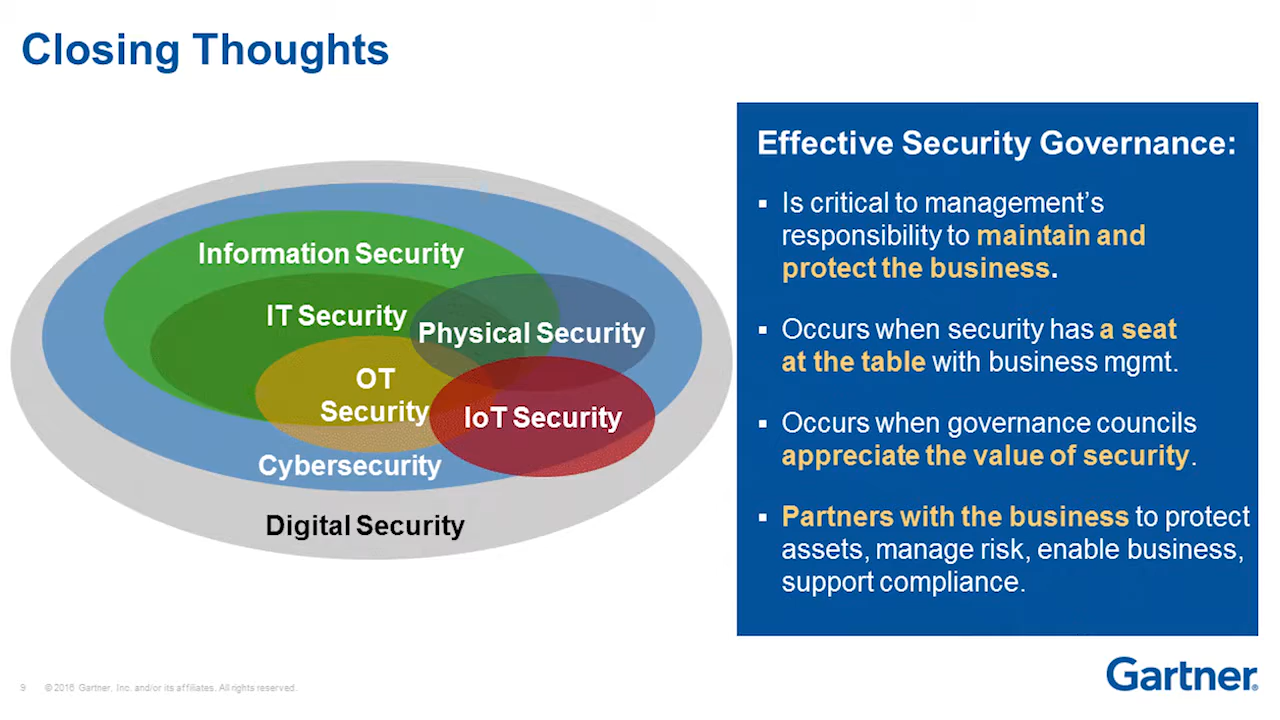 Closing Thoughts
Information Security
IT Security
Physical Security
OT
Security
IoT Security
Cybersecurity
Digital Security
Effective Security Governance:
▪ Is critical to management’s
responsibility to maintain and
protect the business.
▪ Occurs when security has a seat
at the table with business mgmt.
▪ Occurs when governance councils
appreciate the value of security.
▪ Partners with the business to protect
assets, manage risk, enable business,
support compliance.
9 © 2016 Gartner, Inc. and/or its affiliates. All rights reserved.
Gartner®